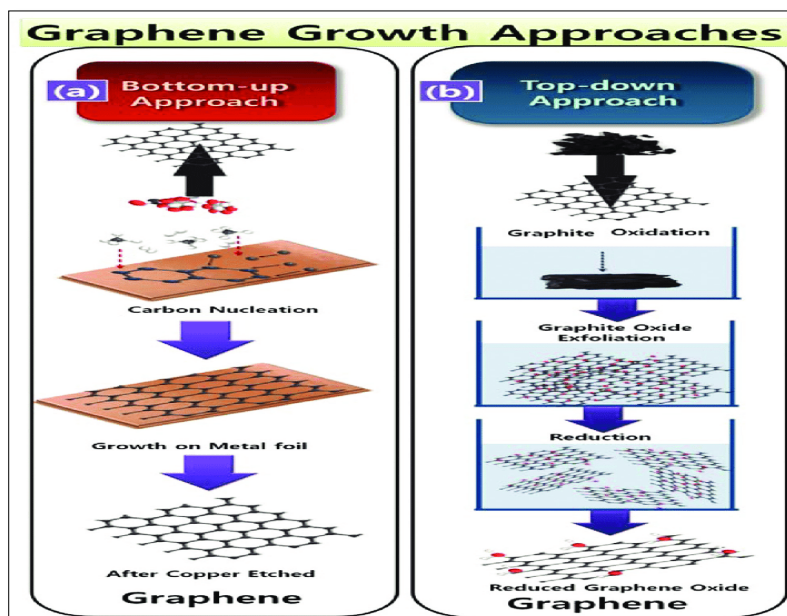 Graphene Growth Approaches
(a)
Bottom-up
Approach
Carbon Nucleation
Growth on Metal foil
After Copper Etched
Graphene
(b)
Top-down
Approach
Graphite Oxidation
Graphite Oxide
Exfoliation
Reduction
Reduced Graphene Oxide
Graphene